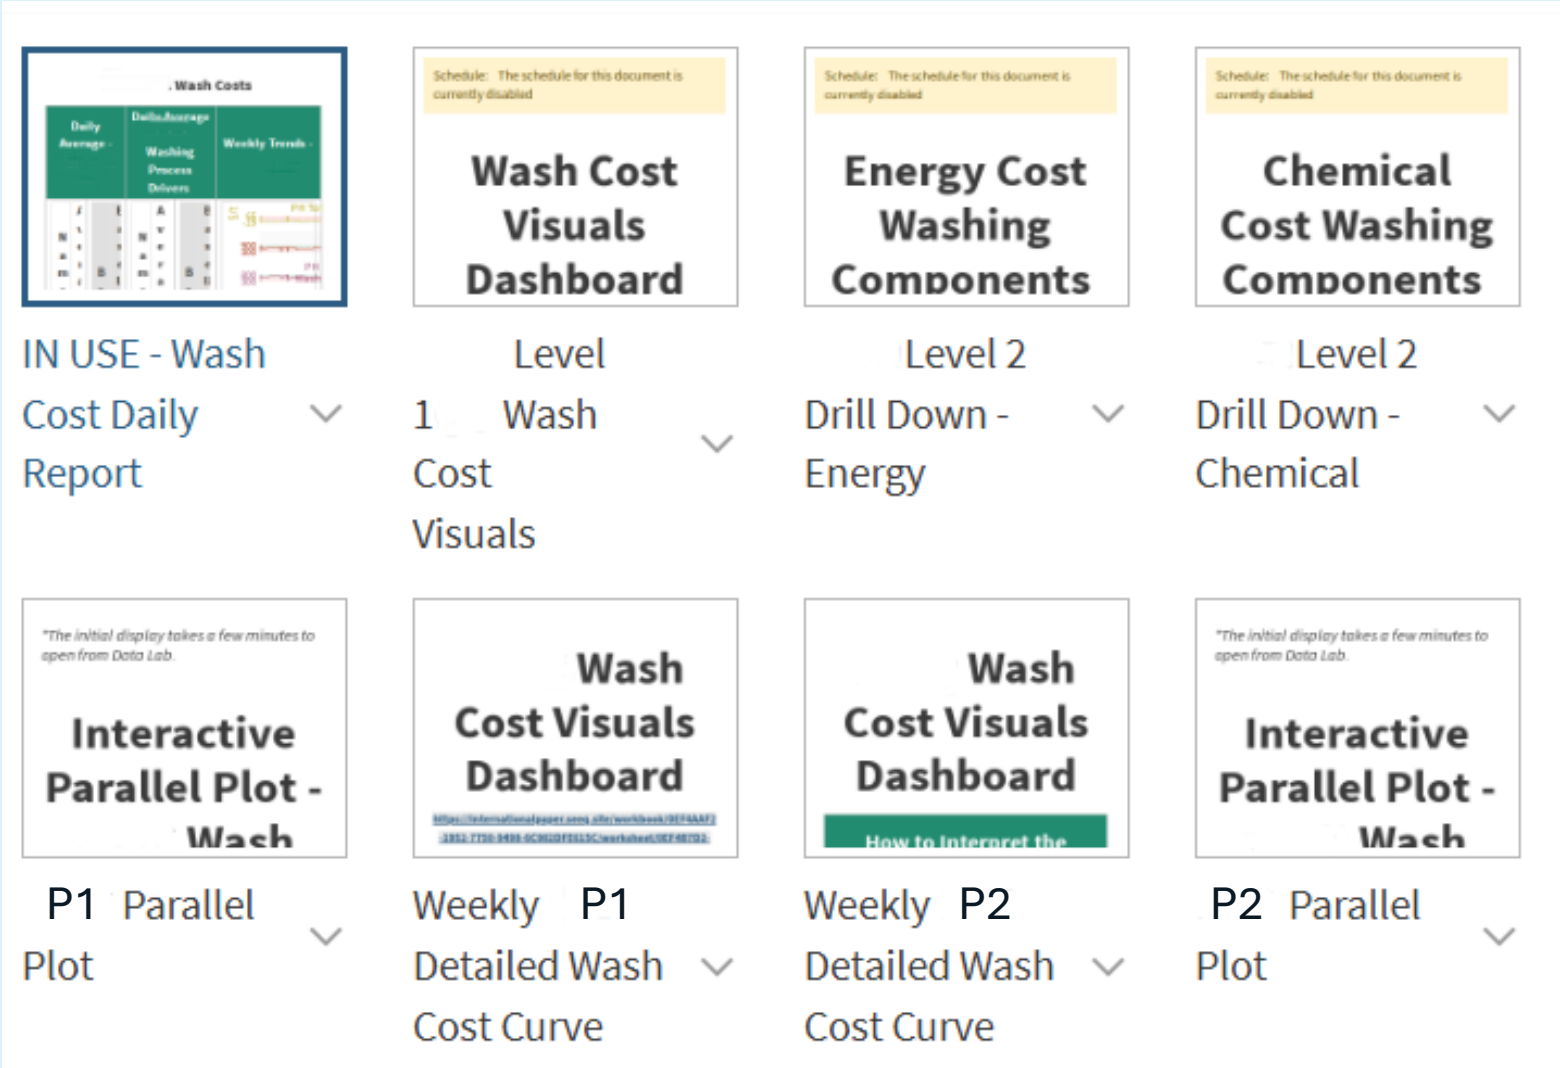 . Wash Costs
Daily
Average -
Daily Average
Washing
Process
Drivers
Weekly Trends -
IN USE - Wash
Cost Daily
Report
Schedule: The schedule for this document is
currently disabled
Wash Cost
Visuals
Dashboard
Level
1 Wash
Cost
Visuals
Schedule: The schedule for this document is
currently disabled
Energy Cost
Washing
Components
Level 2
Drill Down -
Energy
Schedule: The schedule for this document is
currently disabled
Chemical
Cost Washing
Components
Level 2
Drill Down -
Chemical
"The initial display takes a few minutes to
open from Data Lab.
Interactive
Parallel Plot -
Wash
P1 Parallel
Plot
Wash
Cost Visuals
Dashboard
Weekly P1
Detailed Wash
Cost Curve
Wash
Cost Visuals
Dashboard
How to Interpret the
Weekly P2
Detailed Wash
Cost Curve
"The initial display takes a few minutes to
open from Data Lab.
Interactive
Parallel Plot -
Wash
P2 Parallel
Plot